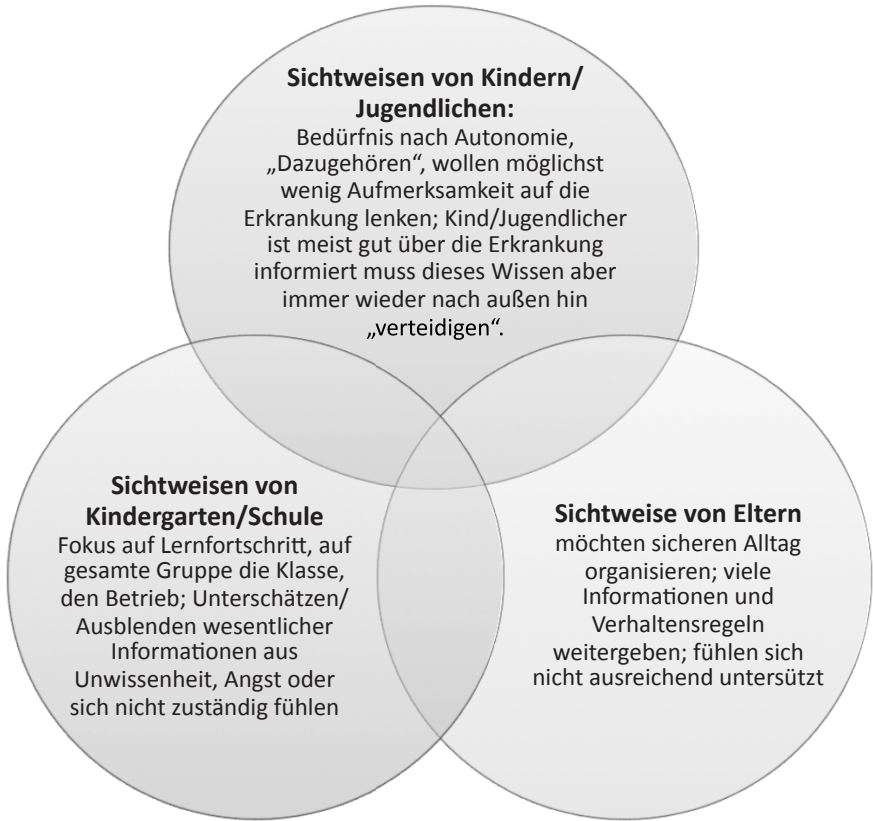 Sichtweisen von Kindern/
Jugendlichen:
Bedürfnis nach Autonomie,
„Dazugehören“, wollen möglichst
wenig Aufmerksamkeit auf die
Erkrankung lenken; Kind/Jugendlicher
ist meist gut über die Erkrankung
informiert muss dieses Wissen aber
immer wieder nach außen hin
„verteidigen“.
Sichtweisen von
Kindergarten/Schule
Fokus auf Lernfortschritt, auf
gesamte Gruppe die Klasse,
den Betrieb; Unterschätzen/
Ausblenden wesentlicher
Informationen aus
Unwissenheit, Angst oder
sich nicht zuständig fühlen
Sichtweise von Eltern
möchten sicheren Alltag
organisieren; viele
Informationen und
Verhaltensregeln
weitergeben; fühlen sich
nicht ausreichend untersützt